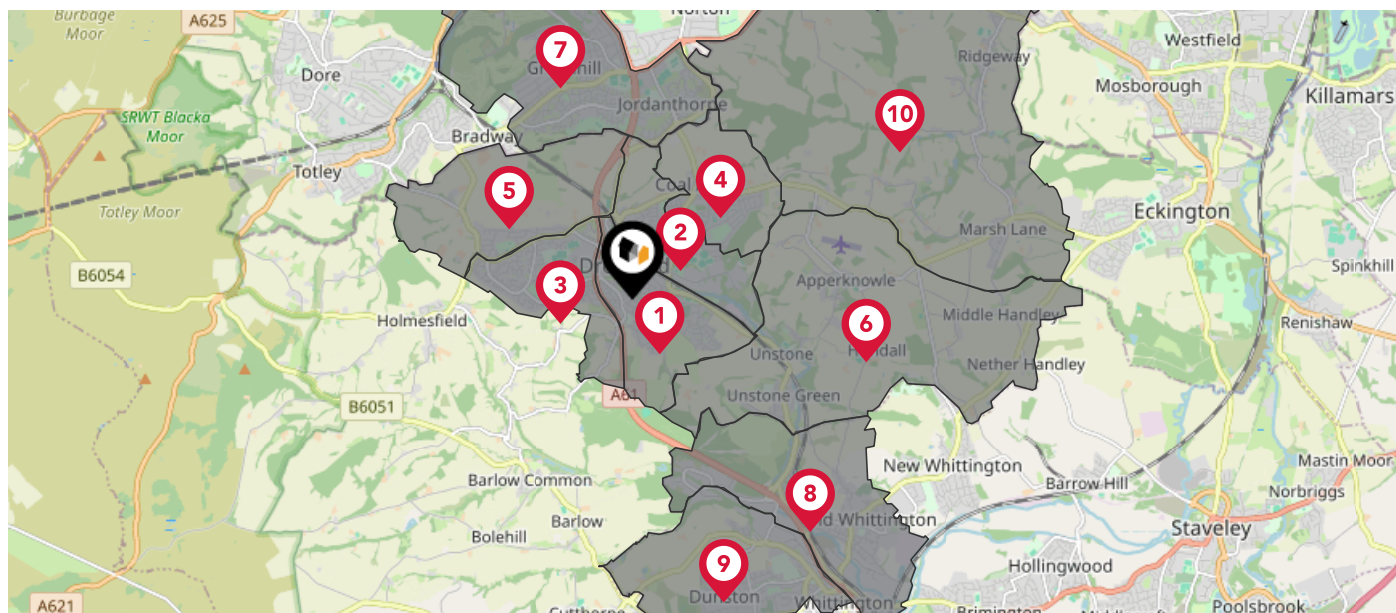 Burbage
Moor
A625
Norton
7
Westfield
Dore
Ridgeway
Mosborough
Killamars
Jordanthorpe
10
SRWT Blacka
Moor
Bradway
Totley
4
5
Totley Moor
Eckington
2
Marsh Lane
B6054
Spinkhill
Apperknowle
3
1
6
Middle Handley
Holmesfield
Renishaw
Unstone
Nether Handley
A61
Unstone Green
B6051
New Whittington
Mastin Moor
Barlow Common
Barrow Hill
8
Norbriggs
Barlow
Old Whittington
Staveley
Bolehill
9
Hollingwood
Dunston
Whittington
A621
Brimington
Poolsbrook